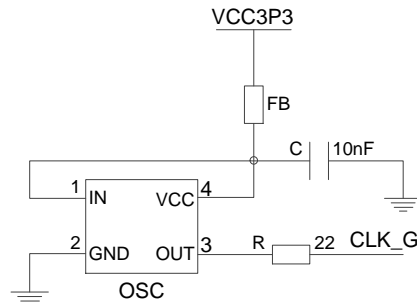 VCC3P3
FB
C 10nF
1 IN VCC 4
2 GND OUT 3 R 22 CLK_G
OSC